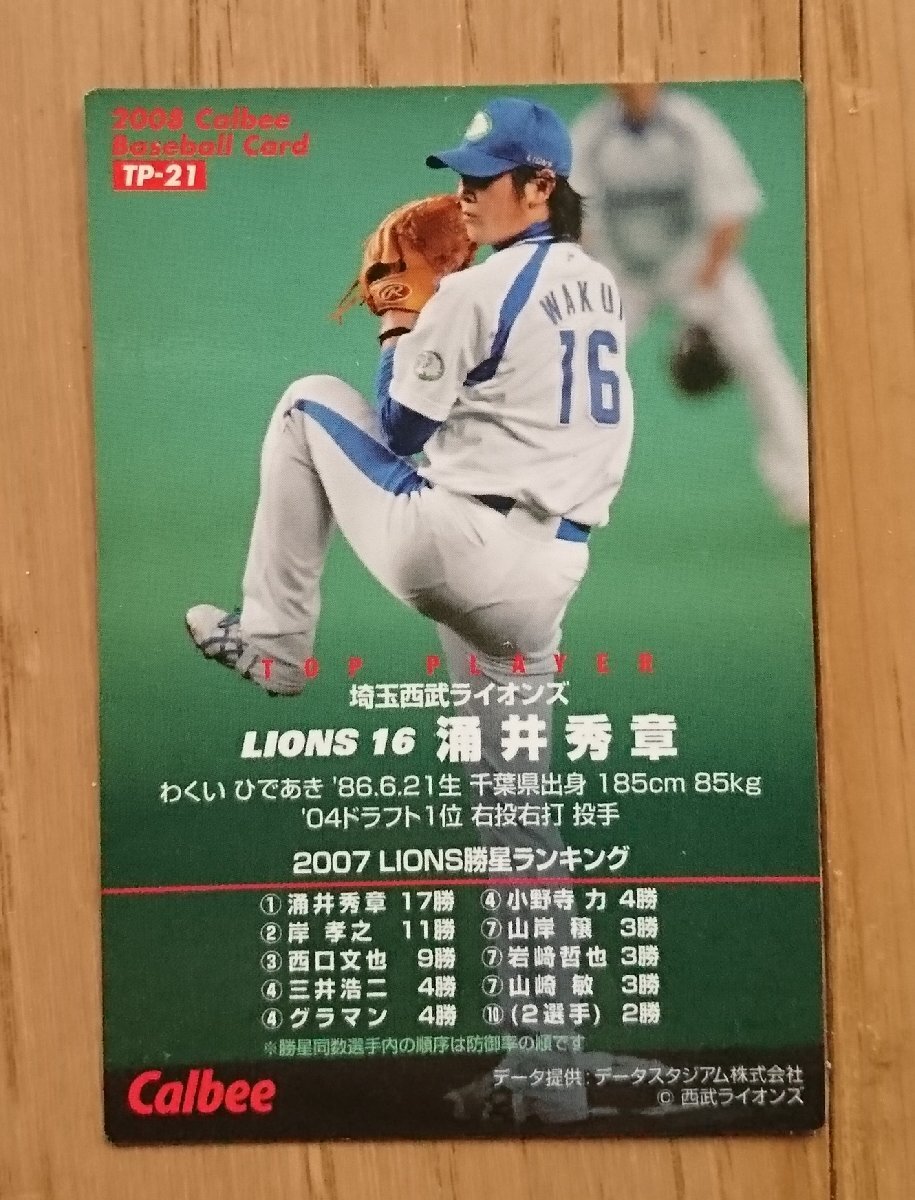 2008 Calbee
Baseball Card
TP-21
LIONS
WAKUI
16
TOP PLAYER
埼玉西武ライオンズ
LIONS 16 涌井秀章
わくい ひであき '86.6.21生 千葉県出身 185cm 85kg
'04ドラフト1位 右投右打 投手
2007 LIONS勝星ランキング
① 涌井秀章 17勝 ④ 小野寺 力 4勝
② 岸 孝之 11勝 ⑦ 山岸 穣 3勝
③ 西口文也 9勝 ⑦ 岩﨑哲也 3勝
④ 三井浩二 4勝 ⑦ 山崎 敏 3勝
④ グラマン 4勝 ⑩ (2選手) 2勝
※勝星同数選手内の順序は防御率の順です
Calbee
データ提供:データスタジアム株式会社
© 西武ライオンズ